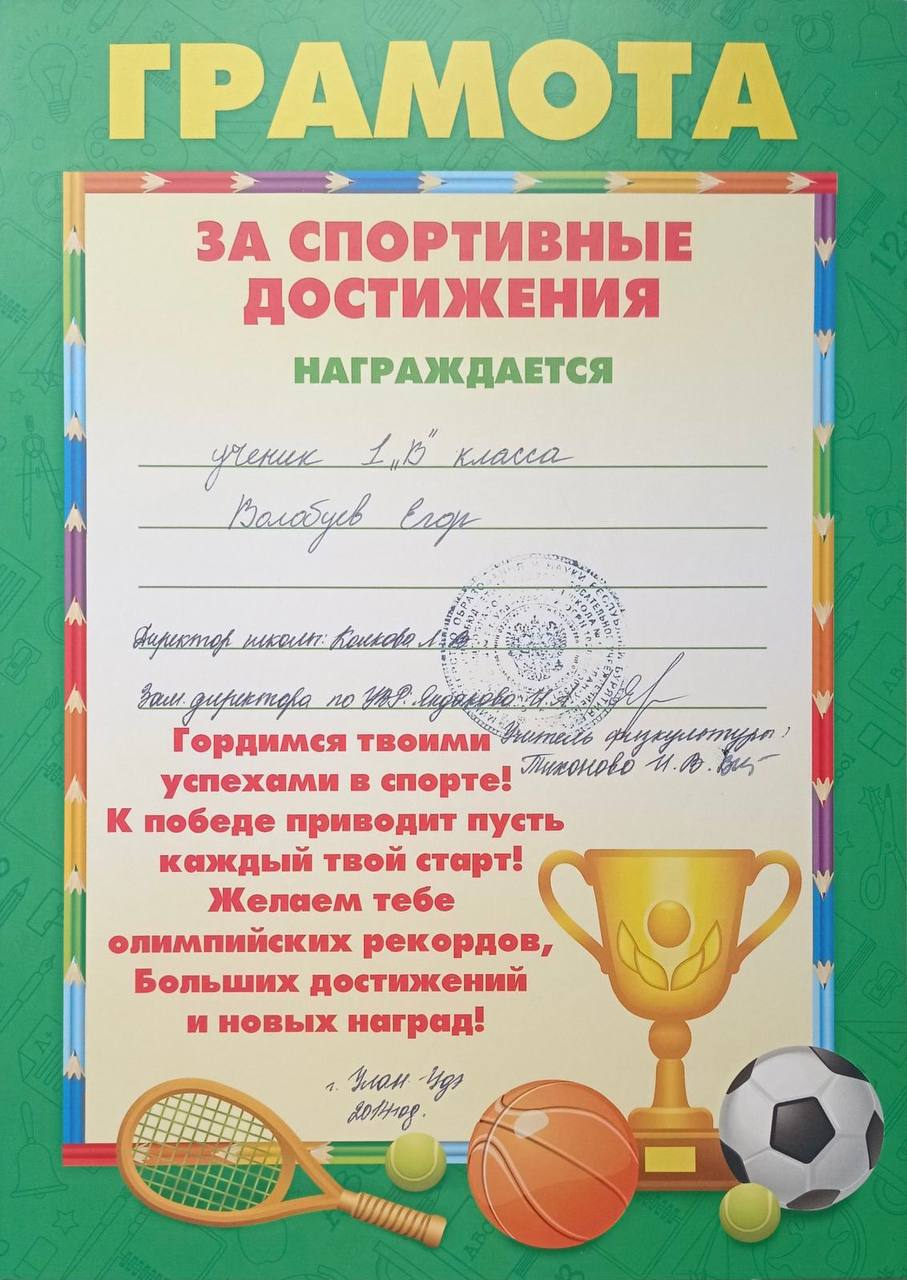 ГРАМОТА
ЗА СПОРТИВНЫЕ
ДОСТИЖЕНИЯ
НАГРАЖДАЕТСЯ
ученик 1 „В" класса
Волобуев Егор
Директор школы: Л. В.
Зам. директора по УВР: И. А.
Учитель физкультуры:
Тихонова И. В.
Гордимся твоими
успехами в спорте!
К победе приводит пусть
каждый твой старт!
Желаем тебе
олимпийских рекордов,
Больших достижений
и новых наград!
г. Улан-Удэ